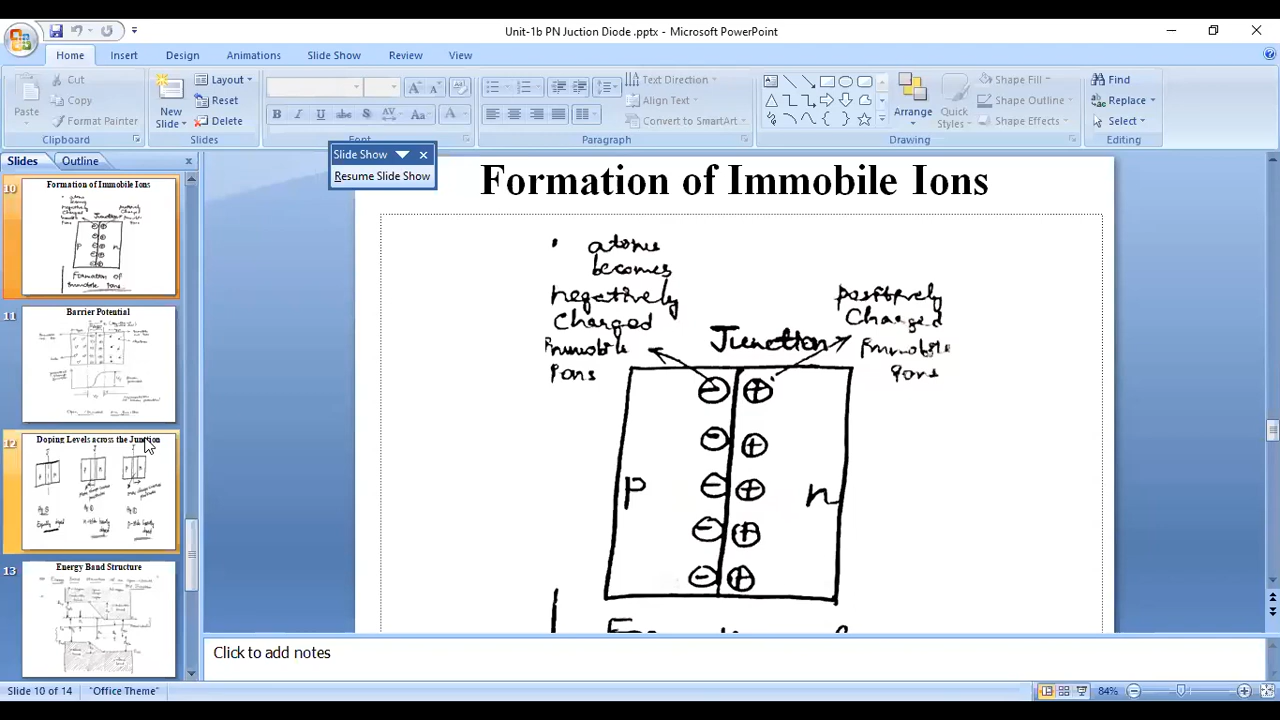 Unit-1b PN Juction Diode .pptx - Microsoft PowerPoint
Home Insert Design Animations Slide Show Review View
Paste
Cut
Copy
Format Painter
Clipboard
New Slide
Layout
Reset
Delete
Slides
B I U abc S AV Aa A
Font
Paragraph
Text Direction
Align Text
Convert to SmartArt
Arrange
Quick Styles
Shape Fill
Shape Outline
Shape Effects
Drawing
Find
Replace
Select
Editing
Slides Outline
Slide Show
Resume Slide Show
10
Formation of Immobile Ions
11
Barrier Potential
12
Doping Levels across the Junction
13
Energy Band Structure
Formation of Immobile Ions
atoms
becomes
negatively
Charged
Immobile
Ions
positively
Charged
Immobile
Ions
Junction
P
n
Click to add notes
Slide 10 of 14
"Office Theme"
84%